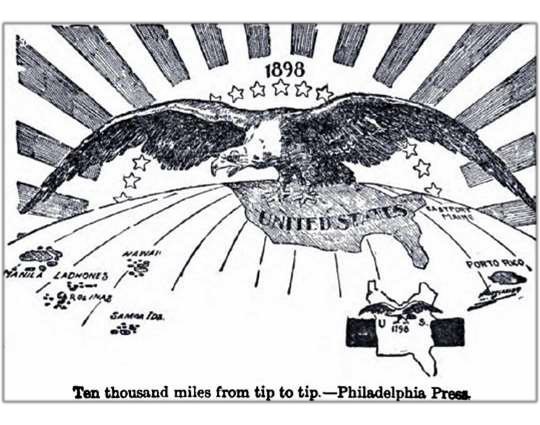 1898
UNITED STATES
EASTPORT
MAINE
MANILA
LADRONES
HAWAII
CAROLINAS
SAMOA IDS.
PORTO RICO
U. S.
1798
Ten thousand miles from tip to tip.—Philadelphia Press.